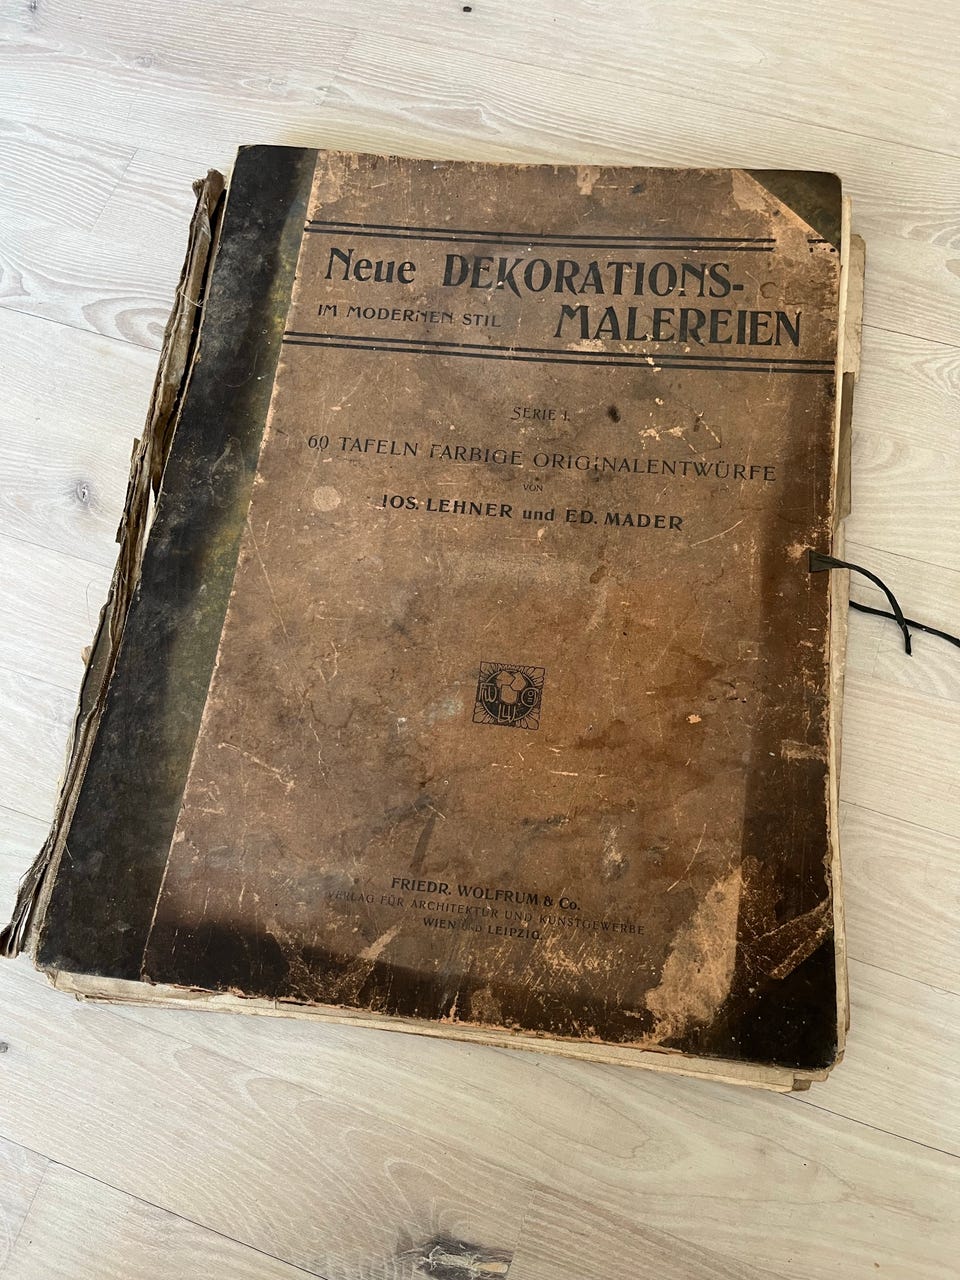 Neue DEKORATIONS-
IM MODERNEN STIL MALEREIEN
SERIE I.
60 TAFELN FARBIGE ORIGINALENTWÜRFE
VON
JOS. LEHNER und ED. MADER
FRIEDR. WOLFRUM & Co.
VERLAG FÜR ARCHITEKTUR UND KUNSTGEWERBE
WIEN UND LEIPZIG.